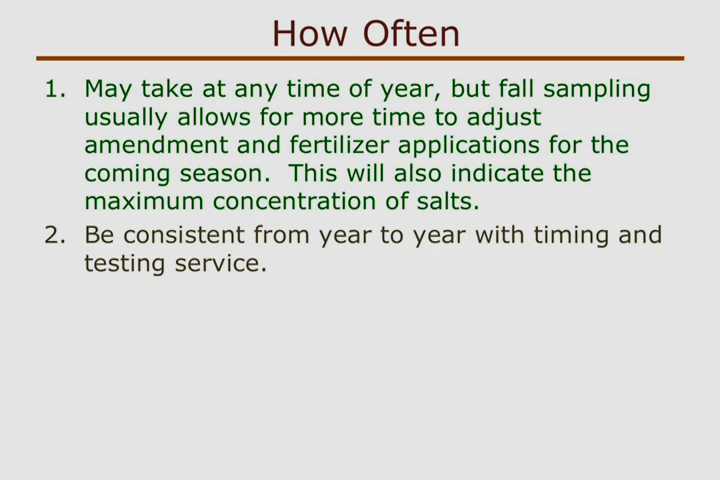 How Often
1. May take at any time of year, but fall sampling
usually allows for more time to adjust
amendment and fertilizer applications for the
coming season.  This will also indicate the
maximum concentration of salts.
2. Be consistent from year to year with timing and
testing service.